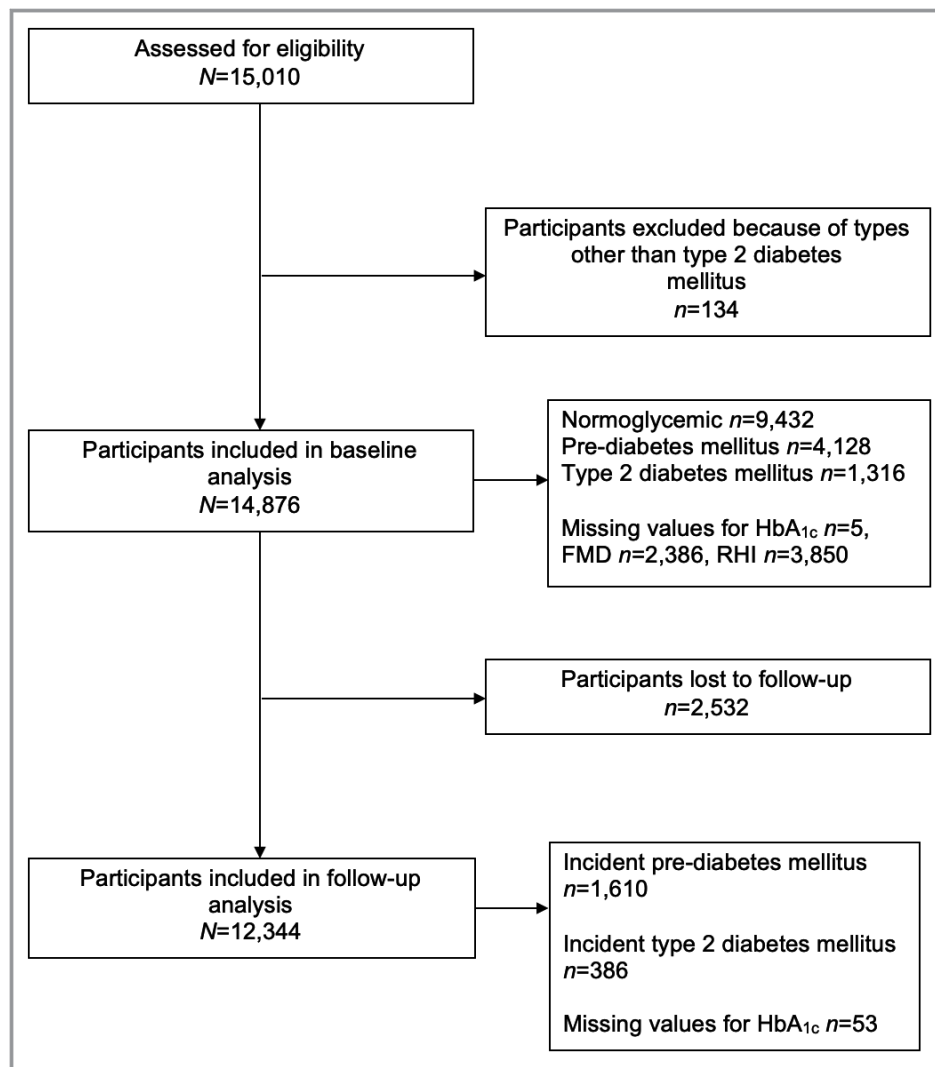 Assessed for eligibility
N=15,010
Participants excluded because of types
other than type 2 diabetes
mellitus
n=134
Participants included in baseline
analysis
N=14,876
Normoglycemic n=9,432
Pre-diabetes mellitus n=4,128
Type 2 diabetes mellitus n=1,316
Missing values for HbA1c n=5,
FMD n=2,386, RHI n=3,850
Participants lost to follow-up
n=2,532
Participants included in follow-up
analysis
N=12,344
Incident pre-diabetes mellitus
n=1,610
Incident type 2 diabetes mellitus
n=386
Missing values for HbA1c n=53